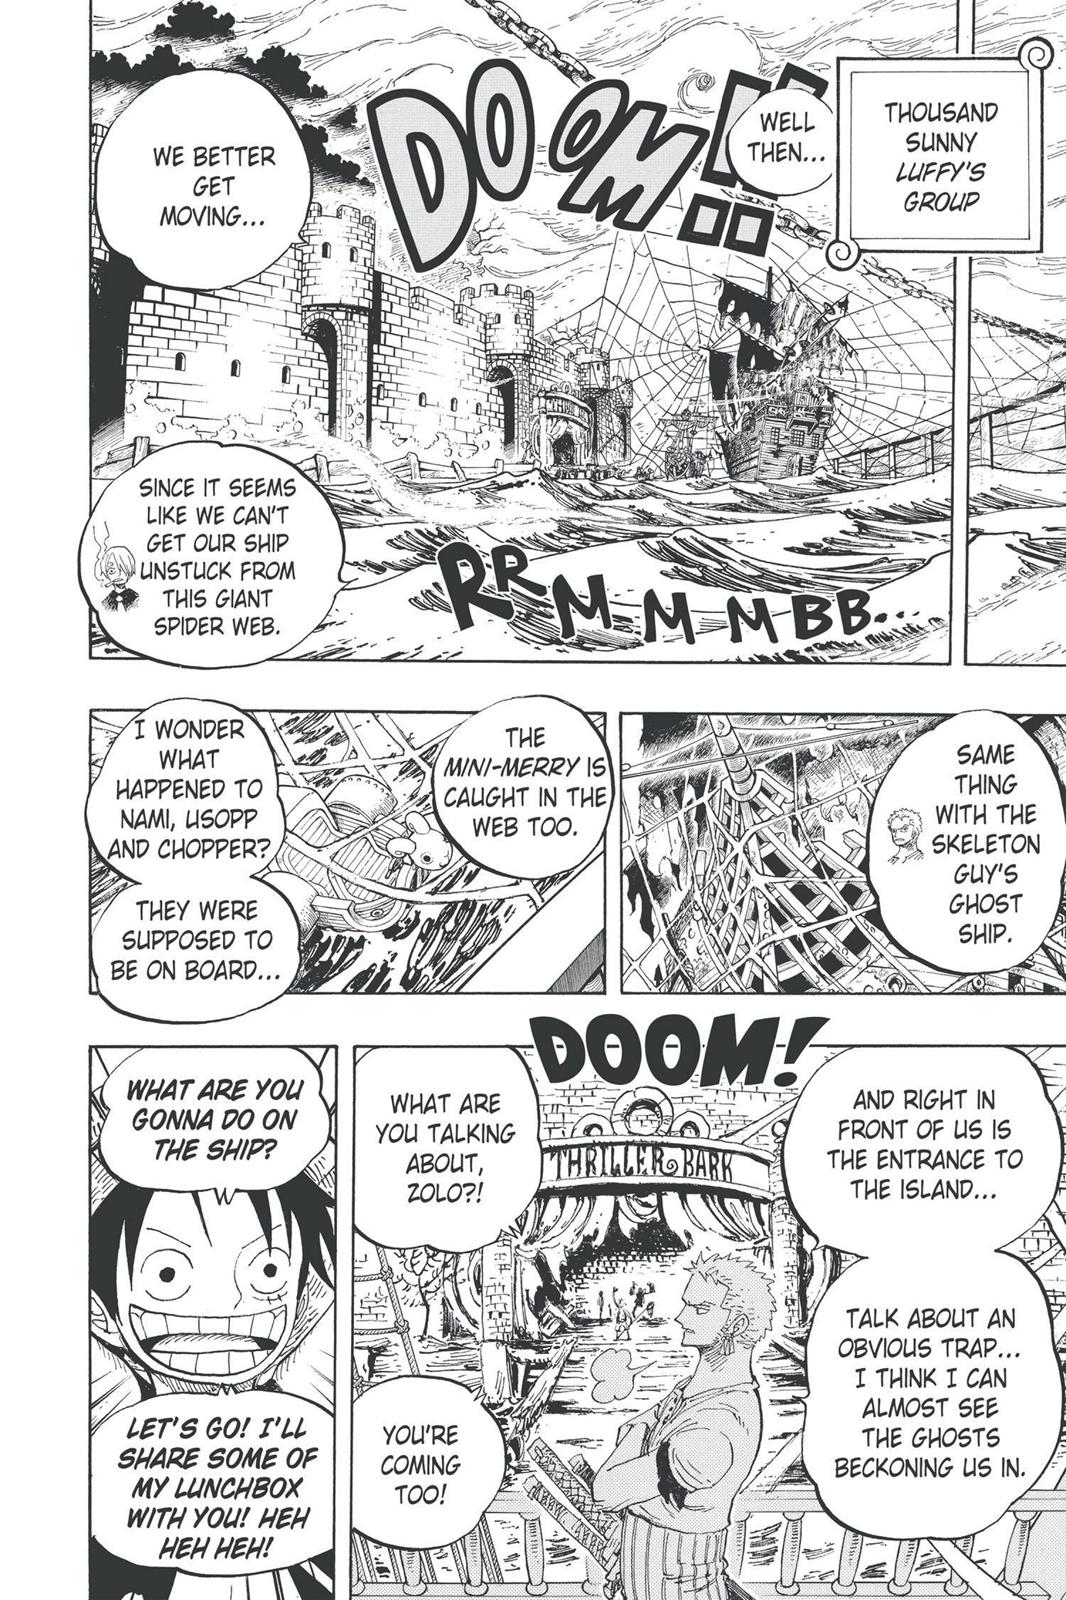 THOUSAND
SUNNY
LUFFY'S
GROUP
WELL
THEN...
DOOM!!
WE BETTER
GET
MOVING...
SINCE IT SEEMS
LIKE WE CAN'T
GET OUR SHIP
UNSTUCK FROM
THIS GIANT
SPIDER WEB.
RRMMMBB...
SAME
THING
WITH THE
SKELETON
GUY'S
GHOST
SHIP.
THE
MINI-MERRY IS
CAUGHT IN THE
WEB TOO.
I WONDER
WHAT
HAPPENED TO
NAMI, USOPP
AND CHOPPER?
THEY WERE
SUPPOSED TO
BE ON BOARD...
DOOM!
AND RIGHT IN
FRONT OF US IS
THE ENTRANCE TO
THE ISLAND...
THRILLER BARK
TALK ABOUT AN
OBVIOUS TRAP...
I THINK I CAN
ALMOST SEE
THE GHOSTS
BECKONING US IN.
WHAT ARE
YOU TALKING
ABOUT,
ZOLO?!
YOU'RE
COMING
TOO!
WHAT ARE YOU
GONNA DO ON
THE SHIP?
LET'S GO! I'LL
SHARE SOME OF
MY LUNCHBOX
WITH YOU! HEH
HEH HEH!